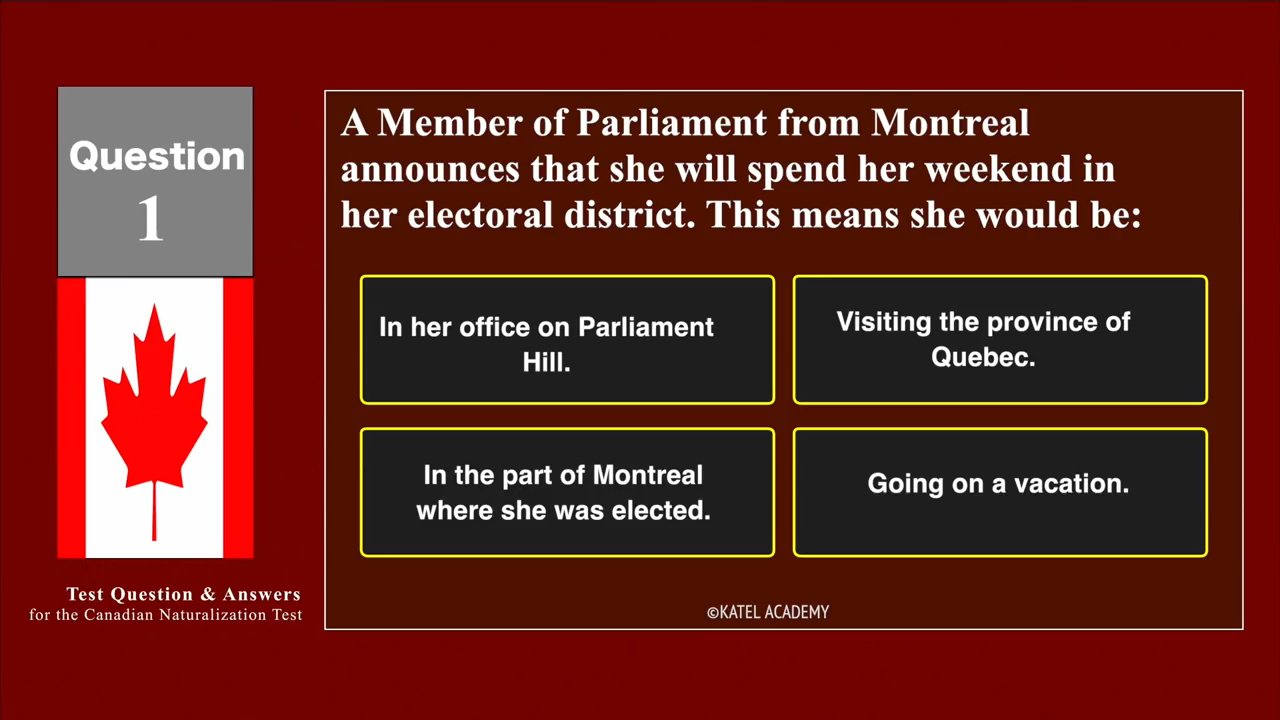 Question
1
A Member of Parliament from Montreal
announces that she will spend her weekend in
her electoral district. This means she would be:
In her office on Parliament
Hill.
Visiting the province of
Quebec.
In the part of Montreal
where she was elected.
Going on a vacation.
Test Question & Answers
for the Canadian Naturalization Test
©KATEL ACADEMY